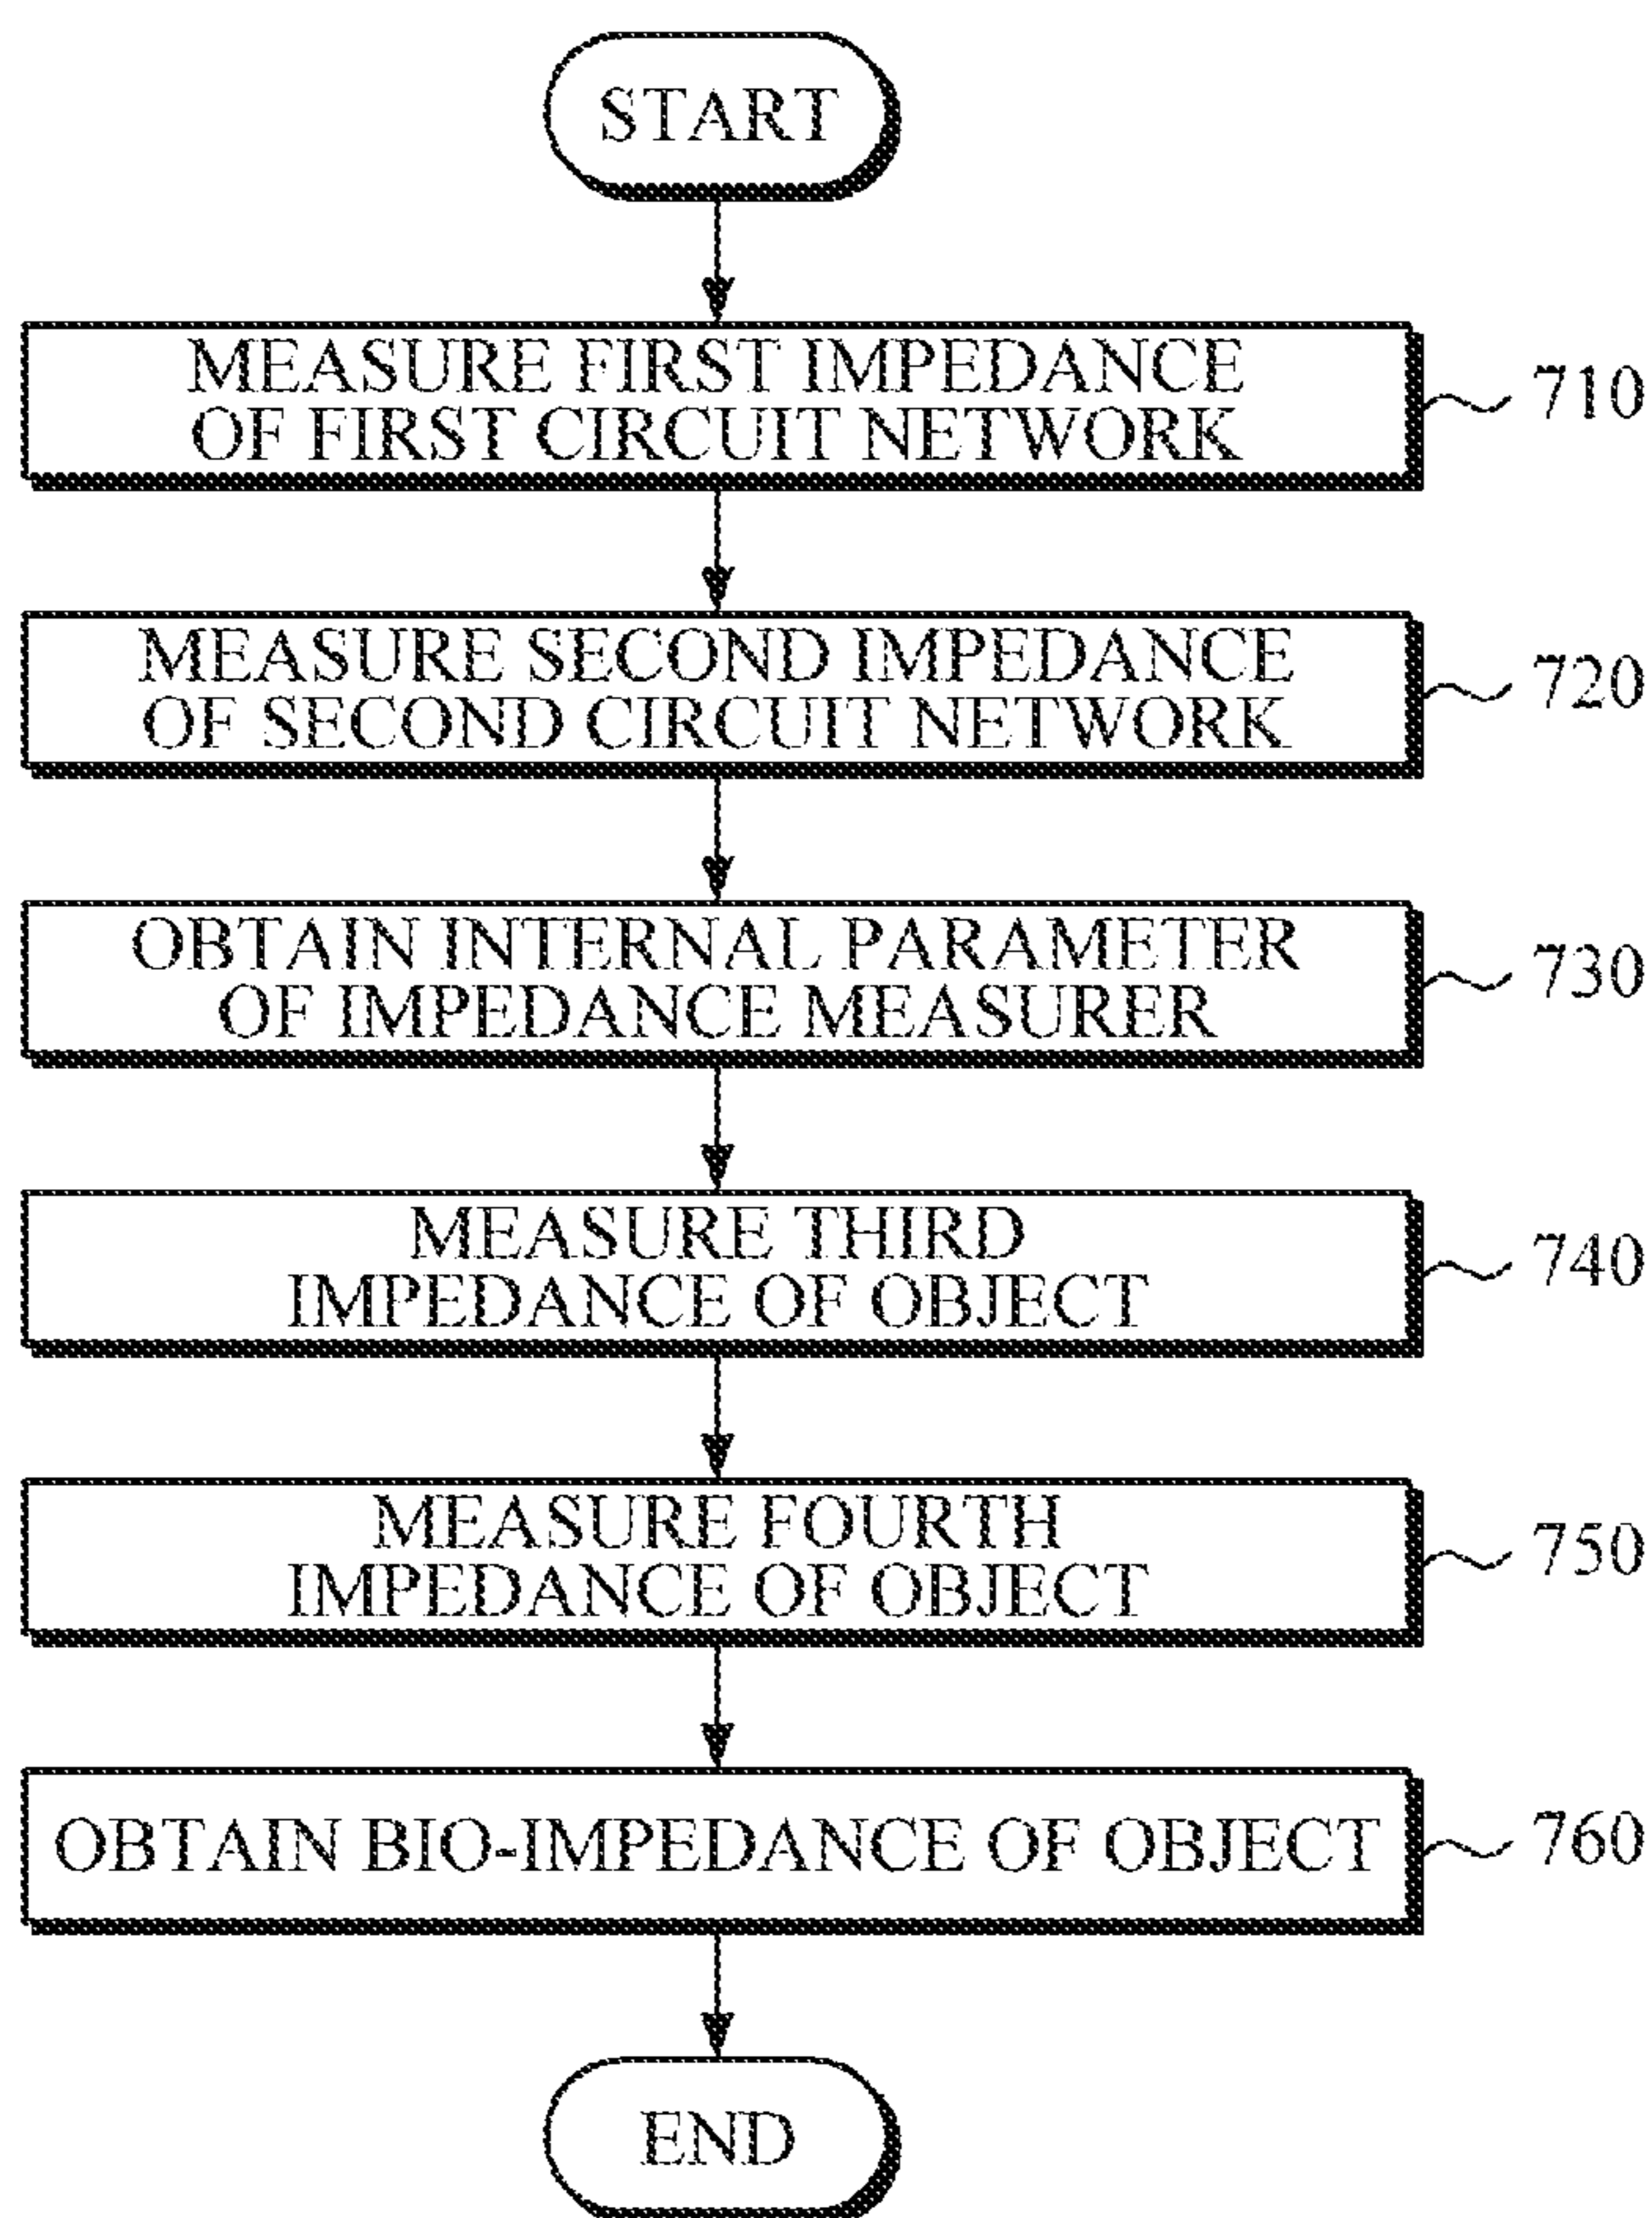 START
MEASURE FIRST IMPEDANCE
OF FIRST CIRCUIT NETWORK
710
MEASURE SECOND IMPEDANCE
OF SECOND CIRCUIT NETWORK
720
OBTAIN INTERNAL PARAMETER
OF IMPEDANCE MEASURER
730
MEASURE THIRD
IMPEDANCE OF OBJECT
740
MEASURE FOURTH
IMPEDANCE OF OBJECT
750
OBTAIN BIO-IMPEDANCE OF OBJECT
760
END